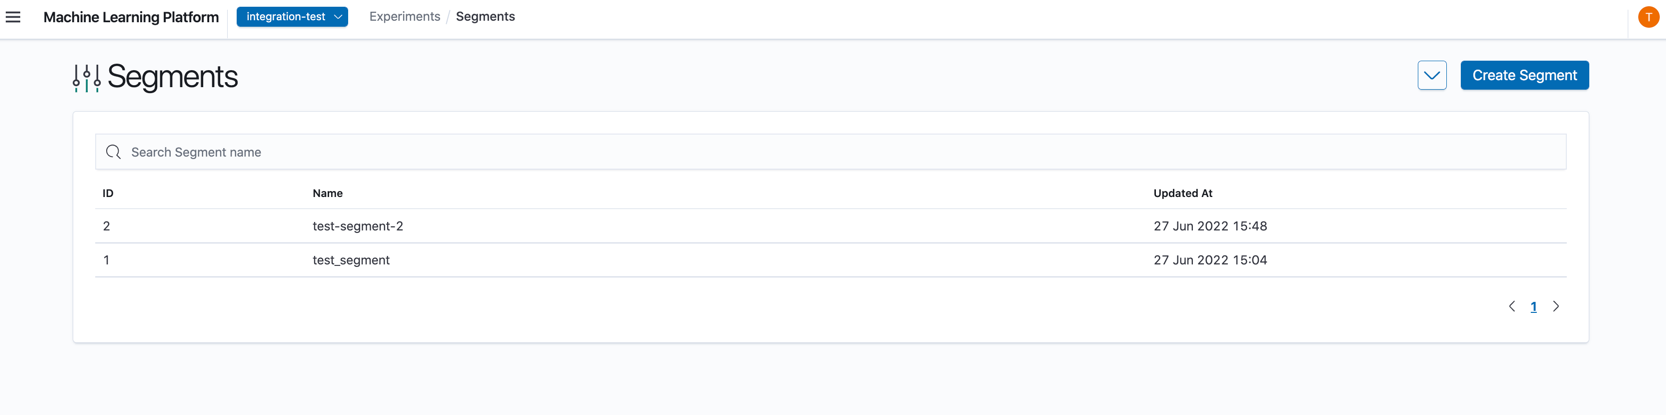 Machine Learning Platform integration-test Experiments / Segments T
Segments Create Segment
Search Segment name
ID Name Updated At
2 test-segment-2 27 Jun 2022 15:48
1 test_segment 27 Jun 2022 15:04
1